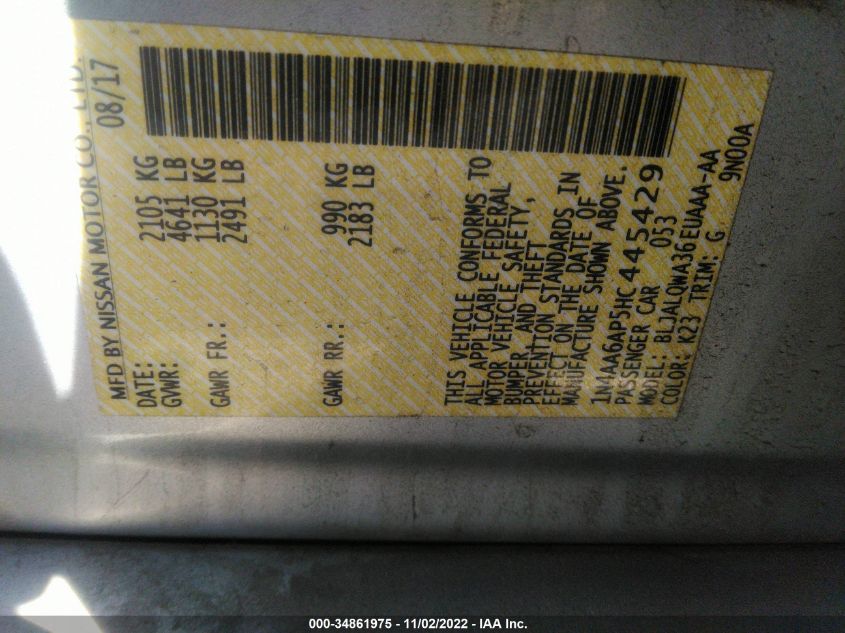 MFD BY NISSAN MOTOR CO., LTD.
DATE: 08/17
GVWR: 2105 KG
4641 LB
GAWR FR.: 1130 KG
2491 LB
GAWR RR.: 990 KG
2183 LB
THIS VEHICLE CONFORMS TO
ALL APPLICABLE FEDERAL
MOTOR VEHICLE SAFETY,
BUMPER, AND THEFT
PREVENTION STANDARDS IN
EFFECT ON THE DATE OF
MANUFACTURE SHOWN ABOVE.
1N4AA6AP5HC445429
PASSENGER CAR 053
MODEL: BLJALQWA36EUAAA-AA
COLOR: K23 TRIM: G 9N00A
000-34861975 - 11/02/2022 - IAA Inc.